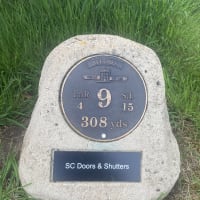 PAR 9 S.I.
4 15
308 yds
SC Doors & Shutters